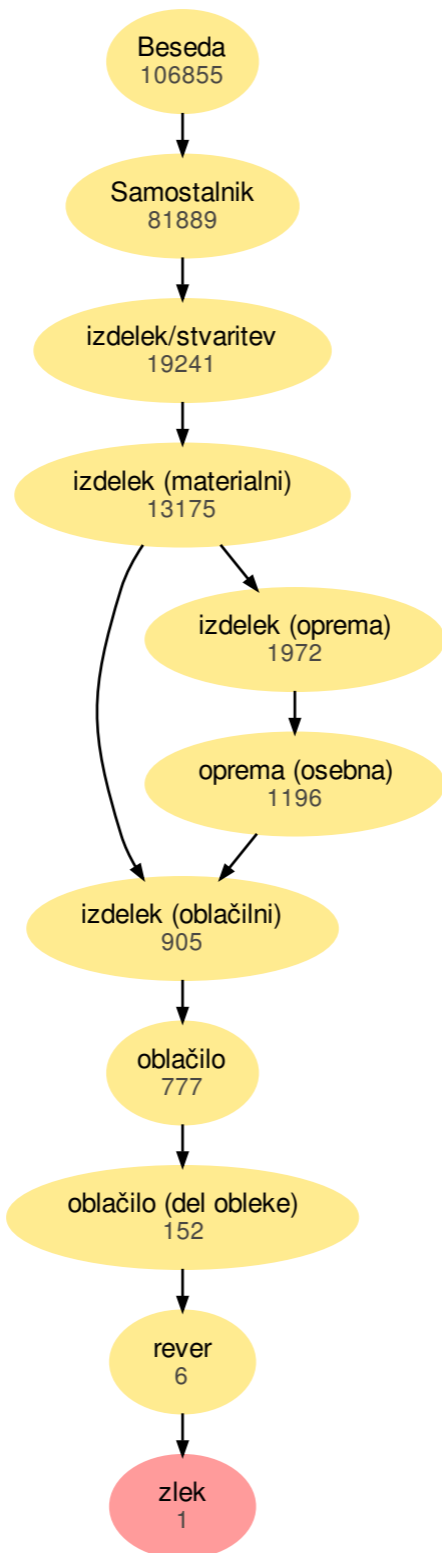 Beseda
106855
Samostalnik
81889
izdelek/stvaritev
19241
izdelek (materialni)
13175
izdelek (oprema)
1972
oprema (osebna)
1196
izdelek (oblačilni)
905
oblačilo
777
oblačilo (del obleke)
152
rever
6
zlek
1